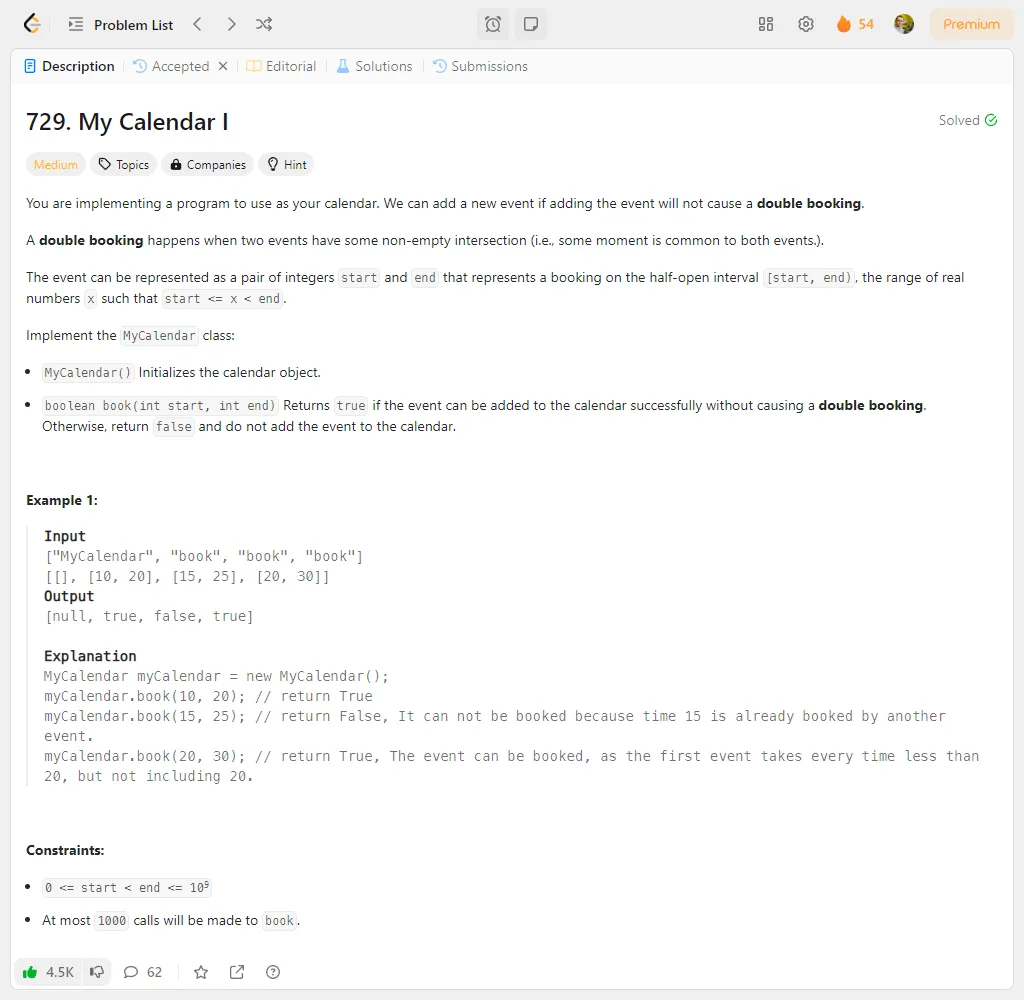 Problem List
54
Premium
Description
Accepted
Editorial
Solutions
Submissions
729. My Calendar I
Solved
Medium
Topics
Companies
Hint
You are implementing a program to use as your calendar. We can add a new event if adding the event will not cause a double booking.
A double booking happens when two events have some non-empty intersection (i.e., some moment is common to both events.).
The event can be represented as a pair of integers start and end that represents a booking on the half-open interval [start, end), the range of real
numbers x such that start <= x < end.
Implement the MyCalendar class:
• MyCalendar() Initializes the calendar object.
• boolean book(int start, int end) Returns true if the event can be added to the calendar successfully without causing a double booking.
Otherwise, return false and do not add the event to the calendar.
Example 1:
Input
["MyCalendar", "book", "book", "book"]
[[], [10, 20], [15, 25], [20, 30]]
Output
[null, true, false, true]
Explanation
MyCalendar myCalendar = new MyCalendar();
myCalendar.book(10, 20); // return True
myCalendar.book(15, 25); // return False, It can not be booked because time 15 is already booked by another
event.
myCalendar.book(20, 30); // return True, The event can be booked, as the first event takes every time less than
20, but not including 20.
Constraints:
• 0 <= start < end <= 10⁹
• At most 1000 calls will be made to book.
4.5K
62